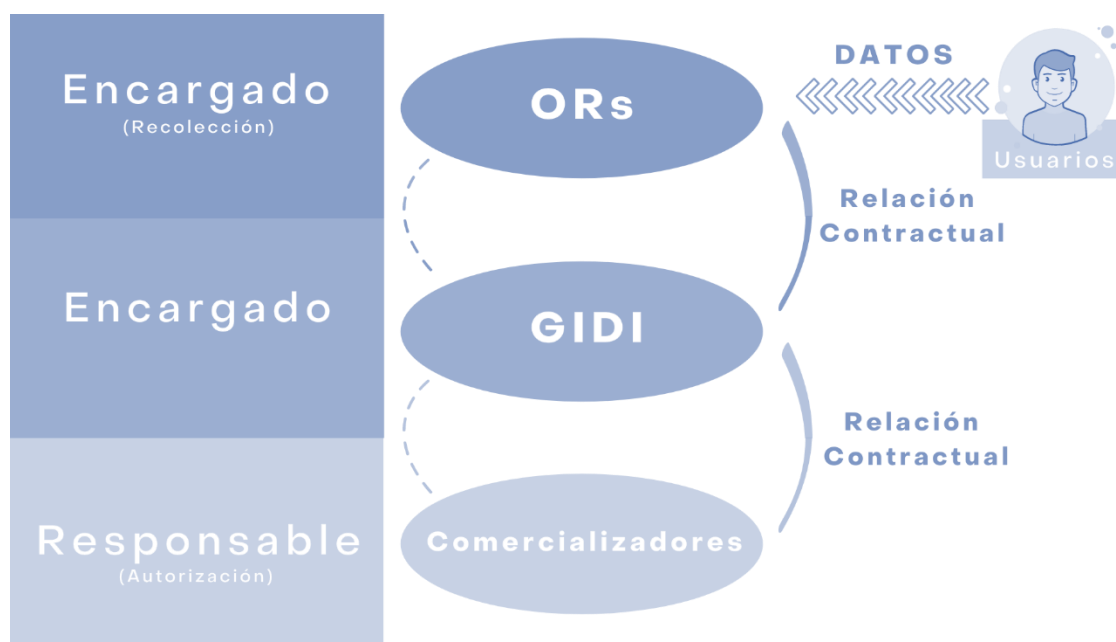 Encargado
(Recolección)
ORs
DATOS
Usuarios
Relación
Contractual
Encargado
GIDI
Relación
Contractual
Responsable
(Autorización)
Comercializadores